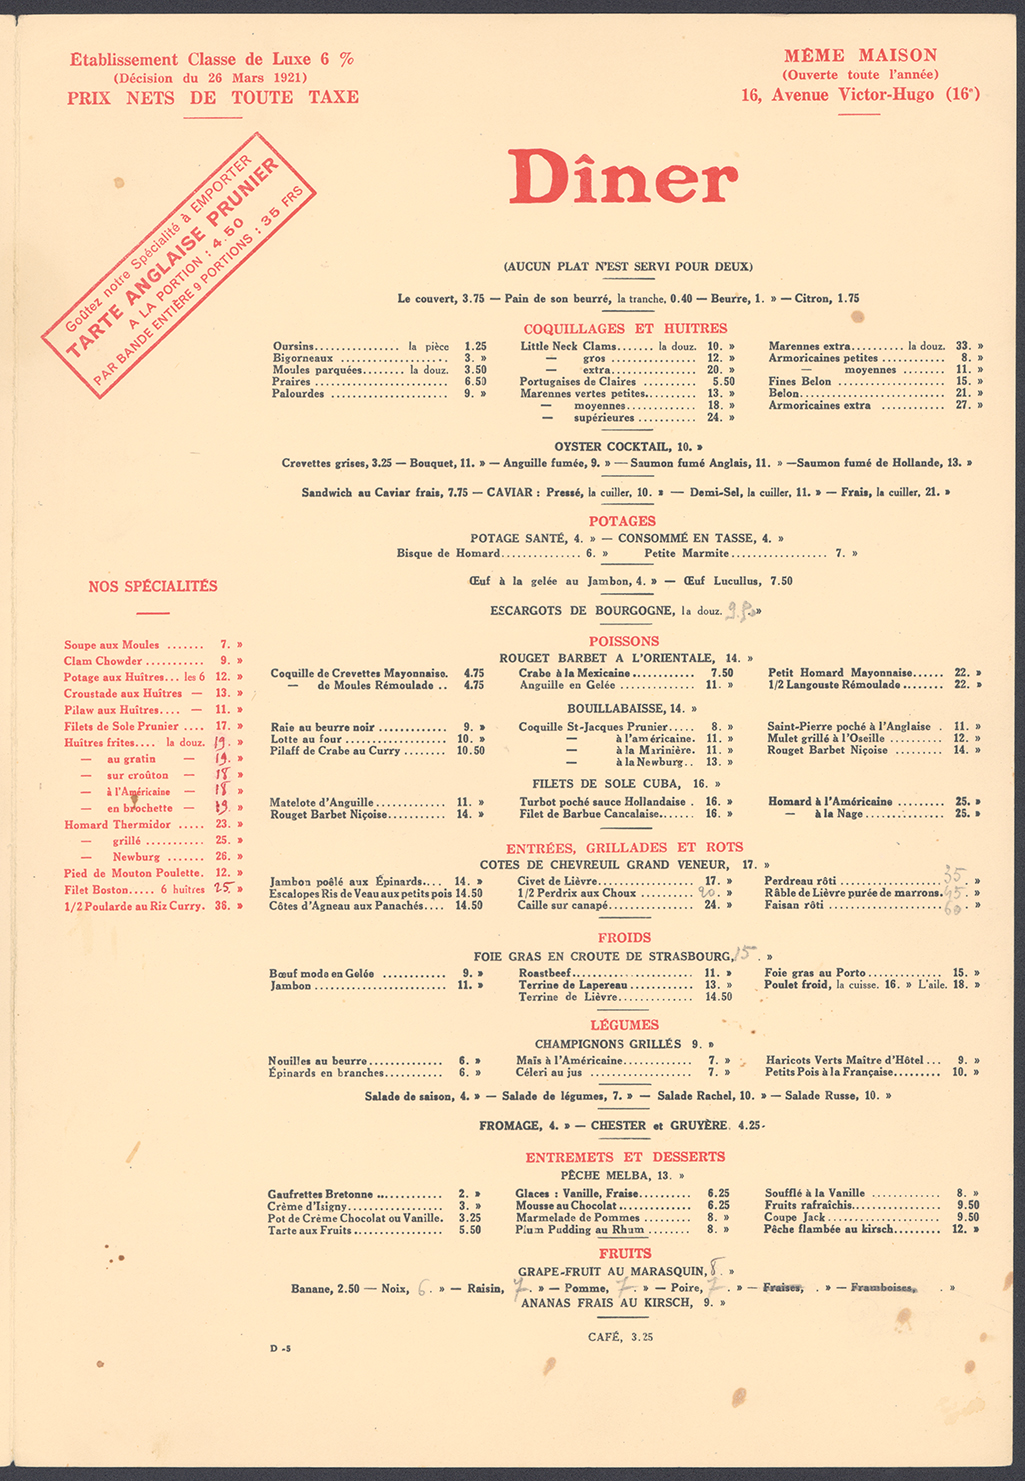 Établissement Classe de Luxe 6 %
(Décision du 26 Mars 1921)
PRIX NETS DE TOUTE TAXE
MÊME MAISON
(Ouverte toute l'année)
16, Avenue Victor-Hugo (16e)
Goûtez notre Spécialité à EMPORTER
TARTE ANGLAISE PRUNIER
A LA PORTION : 4.50
PAR BANDE ENTIÈRE 9 PORTIONS : 35 FRS
Dîner
(AUCUN PLAT N'EST SERVI POUR DEUX)
Le couvert, 3.75 — Pain de son beurré, la tranche, 0.40 — Beurre, 1. » — Citron, 1.75
COQUILLAGES ET HUITRES
Oursins................ la pièce 1.25
Bigorneaux .................... 3. »
Moules parquées........ la douz. 3.50
Praires ......................... 6.50
Palourdes ...................... 9. »
Little Neck Clams....... la douz. 10. »
— gros ................ 12. »
— extra................ 20. »
Portugaises de Claires .......... 5.50
Marennes vertes petites.......... 13. »
— moyennes............. 18. »
— supérieures ........... 24. »
Marennes extra.......... la douz. 33. »
Armoricaines petites ............ 8. »
— moyennes ........ 11. »
Fines Belon .................... 15. »
Belon........................... 21. »
Armoricaines extra ............ 27. »
OYSTER COCKTAIL, 10. »
Crevettes grises, 3.25 — Bouquet, 11. » — Anguille fumée, 9. » — Saumon fumé Anglais, 11. » —Saumon fumé de Hollande, 13. »
Sandwich au Caviar frais, 7.75 — CAVIAR : Pressé, la cuiller, 10. » — Demi-Sel, la cuiller, 11. » — Frais, la cuiller, 21. »
POTAGES
POTAGE SANTÉ, 4. » — CONSOMMÉ EN TASSE, 4. »
Bisque de Homard............... 6. » Petite Marmite.................. 7. »
Œuf à la gelée au Jambon, 4. » — Œuf Lucullus, 7.50
ESCARGOTS DE BOURGOGNE, la douz. »
NOS SPÉCIALITÉS
Soupe aux Moules ....... 7. »
Clam Chowder ........... 9. »
Potage aux Huîtres... les 6 12. »
Croustade aux Huîtres — 13. »
Pilaw aux Huîtres.... — 11. »
Filets de Sole Prunier .... 17. »
Huîtres frites.... la douz. 19. »
— au gratin — 19. »
— sur croûton — 18 »
— à l'Américaine — 18 »
— en brochette — 19. »
Homard Thermidor ..... 23. »
— grillé ........... 25. »
— Newburg ....... 26. »
Pied de Mouton Poulette. 12. »
Filet Boston..... 6 huîtres 25 »
1/2 Poularde au Riz Curry. 36. »
POISSONS
ROUGET BARBET A L'ORIENTALE, 14. »
Coquille de Crevettes Mayonnaise. 4.75
— de Moules Rémoulade .. 4.75
Crabe à la Mexicaine ............ 7.50
Anguille en Gelée .............. 11. »
Petit Homard Mayonnaise...... 22. »
1/2 Langouste Rémoulade ........ 22. »
BOUILLABAISSE, 14. »
Raie au beurre noir .............. 9. »
Lotte au four .................... 10. »
Pilaff de Crabe au Curry ........ 10.50
Coquille St-Jacques Prunier...... 8. »
— à l'américaine. 11. »
— à la Marinière. 11. »
— à la Newburg.. 13. »
Saint-Pierre poché à l'Anglaise . 11. »
Mulet grillé à l'Oseille .......... 12. »
Rouget Barbet Niçoise .......... 14. »
FILETS DE SOLE CUBA, 16. »
Matelote d'Anguille.............. 11. »
Rouget Barbet Niçoise........... 14. »
Turbot poché sauce Hollandaise . 16. »
Filet de Barbue Cancalaise....... 16. »
Homard à l'Américaine ......... 25. »
— à la Nage............... 25. »
ENTRÉES, GRILLADES ET ROTS
COTES DE CHEVREUIL GRAND VENEUR, 17. »
Jambon poêlé aux Épinards.... 14. »
Escalopes Ris de Veau aux petits pois 14.50
Côtes d'Agneau aux Panachés.... 14.50
Civet de Lièvre.................. 17. »
1/2 Perdrix aux Choux .......... 20. »
Caille sur canapé................ 24. »
Perdreau rôti .................. 35
Râble de Lièvre purée de marrons. 45. »
Faisan rôti ..................... 60 . »
FROIDS
FOIE GRAS EN CROUTE DE STRASBOURG, 15 . »
Bœuf mode en Gelée ............ 9. »
Jambon ......................... 11. »
Roastbeef....................... 11. »
Terrine de Lapereau ............ 13. »
Terrine de Lièvre.............. 14.50
Foie gras au Porto ............. 15. »
Poulet froid, la cuisse. 16. » L'aile. 18. »
LÉGUMES
CHAMPIGNONS GRILLÉS 9. »
Nouilles au beurre .............. 6. »
Épinards en branches........... 6. »
Maïs à l'Américaine............. 7. »
Céleri au jus ................... 7. »
Haricots Verts Maître d'Hôtel ... 9. »
Petits Pois à la Française......... 10. »
Salade de saison, 4. » — Salade de légumes, 7. » — Salade Rachel, 10. » — Salade Russe, 10. »
FROMAGE, 4. » — CHESTER et GRUYÈRE. 4.25-
ENTREMETS ET DESSERTS
PÊCHE MELBA, 13. »
Gaufrettes Bretonne ............. 2. »
Crème d'Isigny................... 3. »
Pot de Crème Chocolat ou Vanille. 3.25
Tarte aux Fruits ................. 5.50
Glaces : Vanille, Fraise.......... 6.25
Mousse au Chocolat .............. 6.25
Marmelade de Pommes .......... 8. »
Plum Pudding au Rhum ........ 8. »
Soufflé à la Vanille ............. 8. »
Fruits rafraîchis................ 9.50
Coupe Jack...................... 9.50
Pêche flambée au kirsch.......... 12. »
FRUITS
GRAPE-FRUIT AU MARASQUIN, 8. »
Banane, 2.50 — Noix, 6. » — Raisin, 7. » — Pomme, 7. » — Poire, 7. » — Fraises, . » — Framboises, . »
ANANAS FRAIS AU KIRSCH, 9. »
CAFÉ, 3.25
D -5